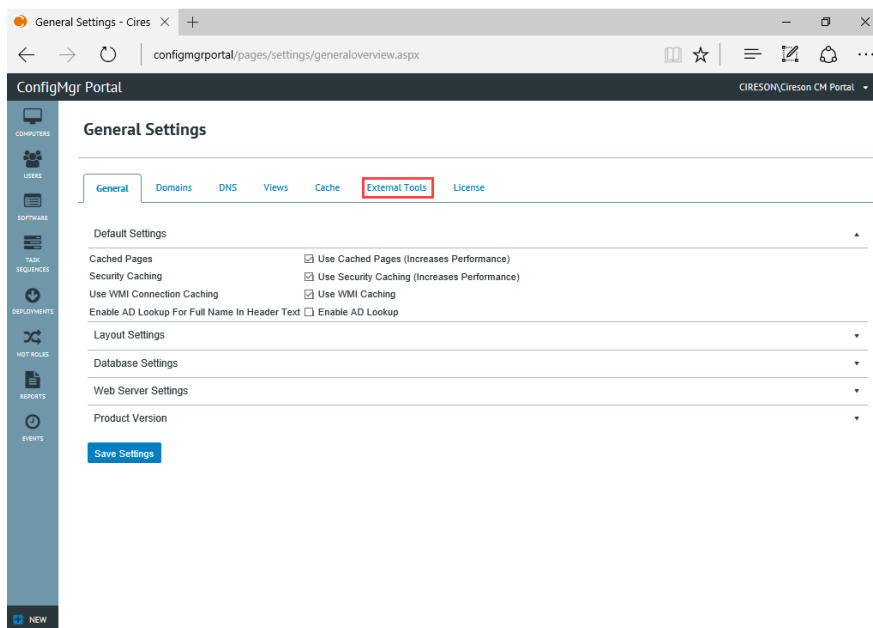 General Settings - Cires
configmgrportal/pages/settings/generaloverview.aspx
ConfigMgr Portal
CIRESON\Cireson CM Portal
COMPUTERS
USERS
SOFTWARE
TASK
SEQUENCES
DEPLOYMENTS
MDT ROLES
REPORTS
EVENTS
NEW
General Settings
General Domains DNS Views Cache External Tools License
Default Settings
Cached Pages Use Cached Pages (Increases Performance)
Security Caching Use Security Caching (Increases Performance)
Use WMI Connection Caching Use WMI Caching
Enable AD Lookup For Full Name In Header Text Enable AD Lookup
Layout Settings
Database Settings
Web Server Settings
Product Version
Save Settings